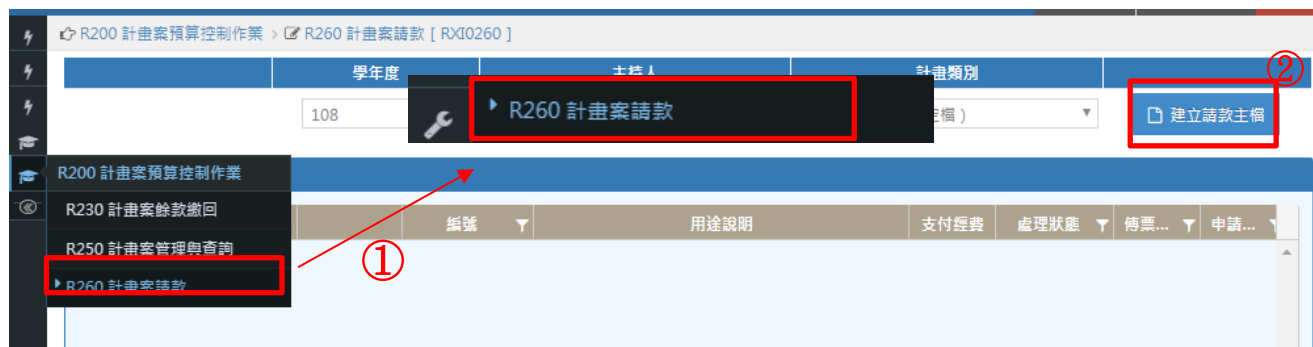 R200 計畫案預算控制作業 > R260 計畫案請款 [ RXI0260 ]
學年度 主持人 計畫類別 ②
108 R260 計畫案請款 檔 ) 建立請款主檔
R200 計畫案預算控制作業
R230 計畫案餘款繳回
編號 用途說明 支付經費 處理狀態 傳票... 申請...
R250 計畫案管理與查詢
①
R260 計畫案請款